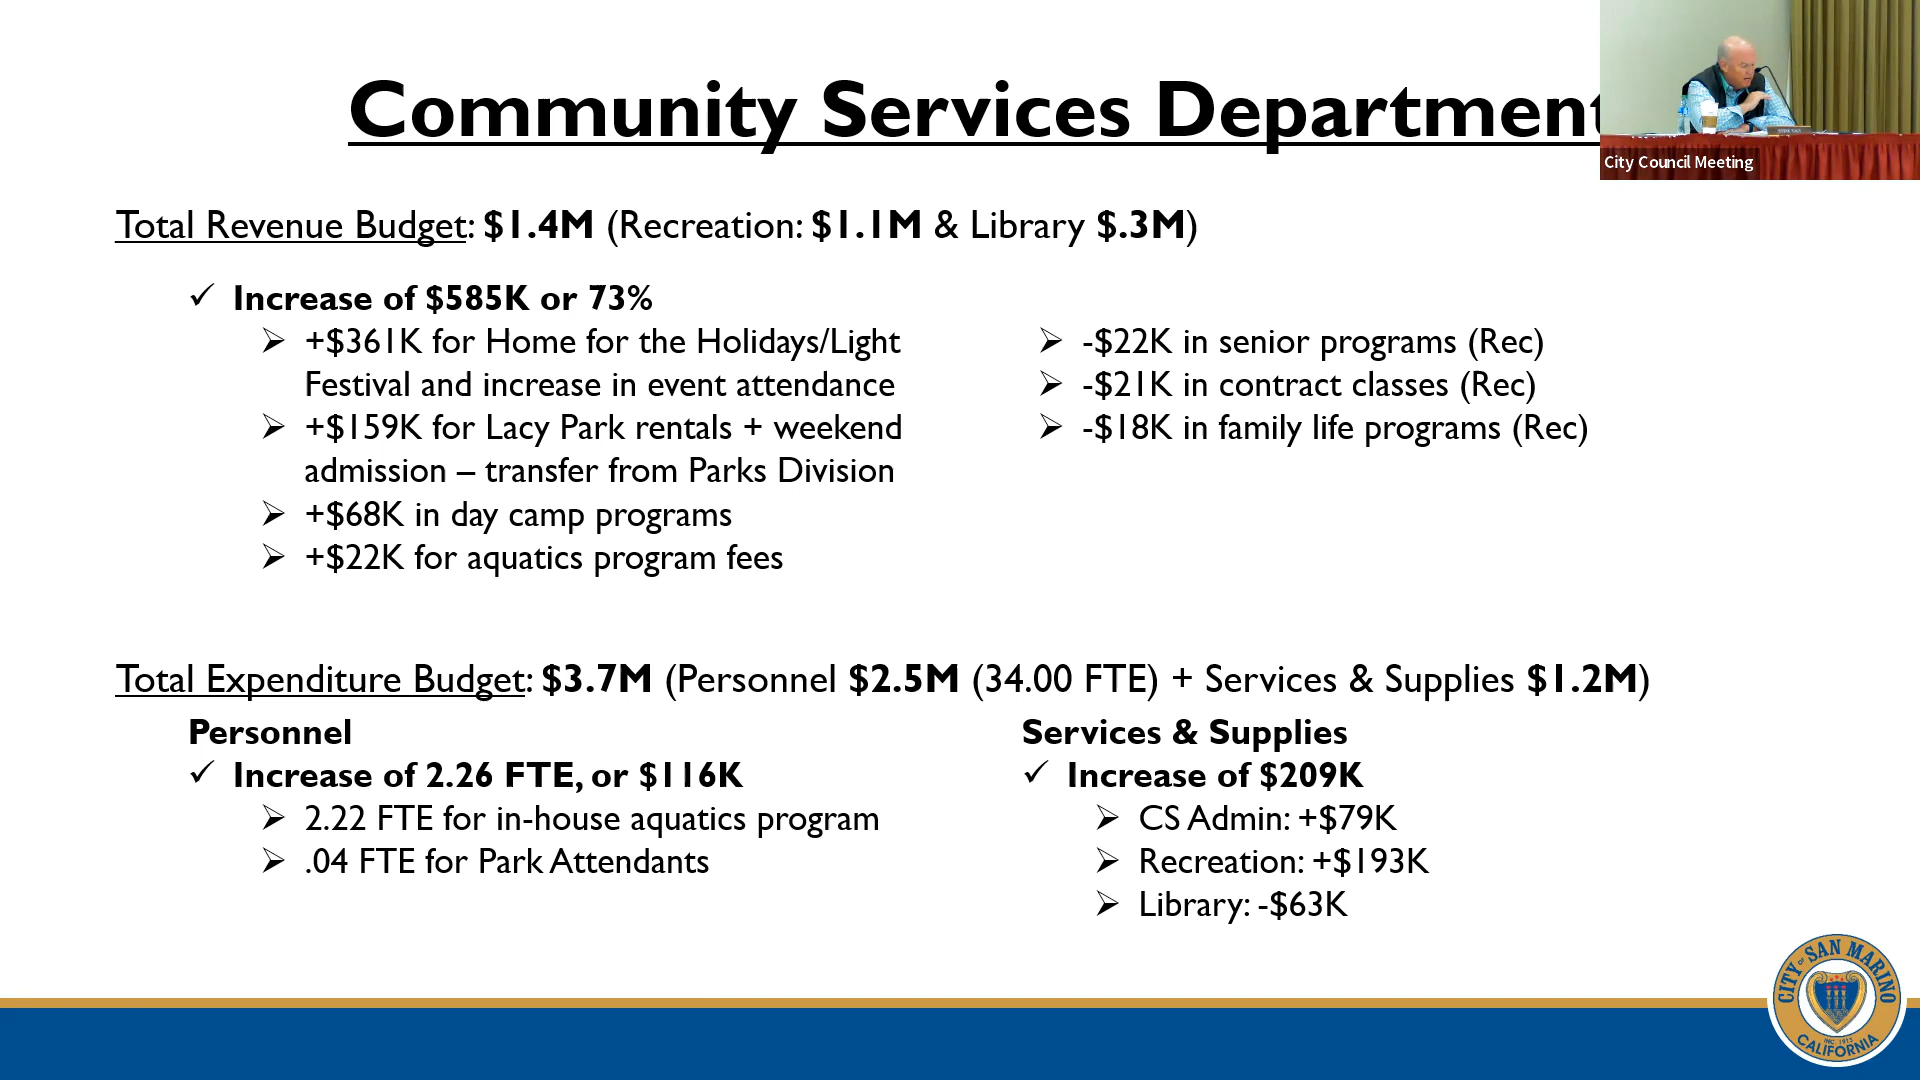 Community Services Department
City Council Meeting
Total Revenue Budget: $1.4M (Recreation: $1.1M & Library $.3M)
✓ Increase of $585K or 73%
➢ +$361K for Home for the Holidays/Light
Festival and increase in event attendance
➢ +$159K for Lacy Park rentals + weekend
admission – transfer from Parks Division
➢ +$68K in day camp programs
➢ +$22K for aquatics program fees
➢ -$22K in senior programs (Rec)
➢ -$21K in contract classes (Rec)
➢ -$18K in family life programs (Rec)
Total Expenditure Budget: $3.7M (Personnel $2.5M (34.00 FTE) + Services & Supplies $1.2M)
Personnel
✓ Increase of 2.26 FTE, or $116K
➢ 2.22 FTE for in-house aquatics program
➢ .04 FTE for Park Attendants
Services & Supplies
✓ Increase of $209K
➢ CS Admin: +$79K
➢ Recreation: +$193K
➢ Library: -$63K
CITY OF SAN MARINO
INC. 1913
CALIFORNIA